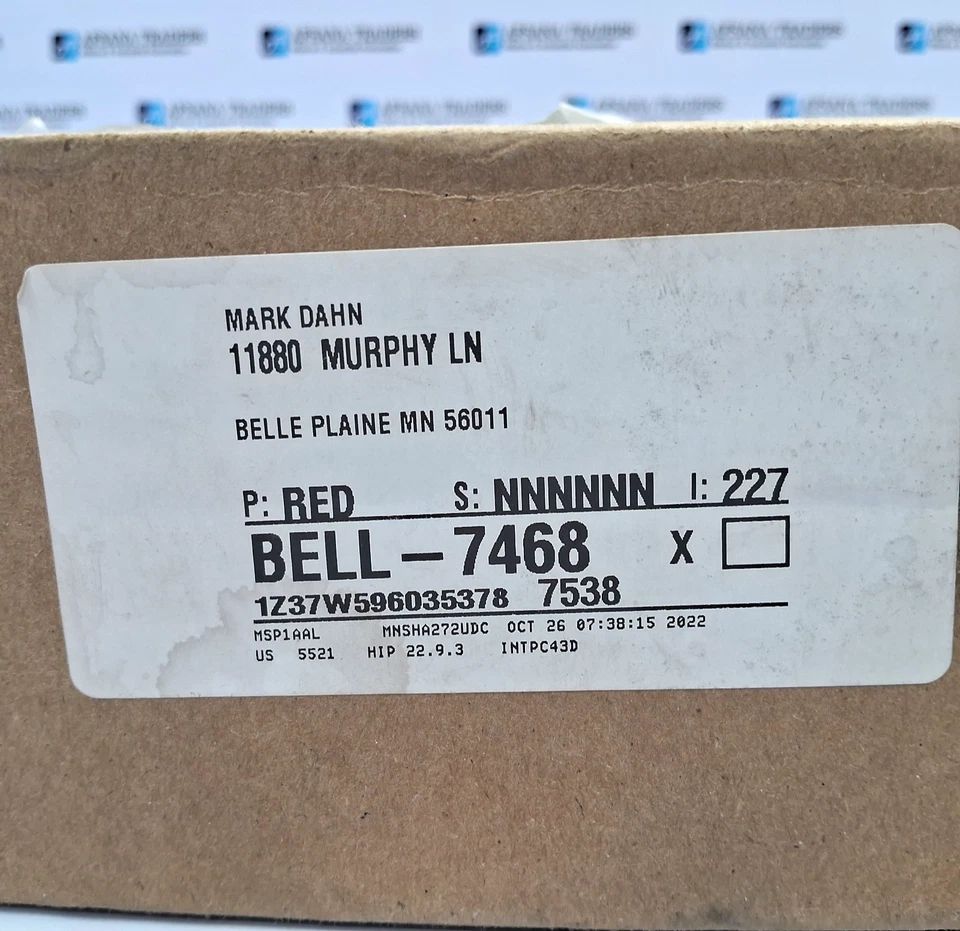 MARK DAHN
11880 MURPHY LN
BELLE PLAINE MN 56011
P: RED S: NNNNNN I: 227
BELL-7468 X
1Z37W596035378 7538
MSP1AAL MNSHA272UDC OCT 26 07:38:15 2022
US 5521 HIP 22.9.3 INTPC43D